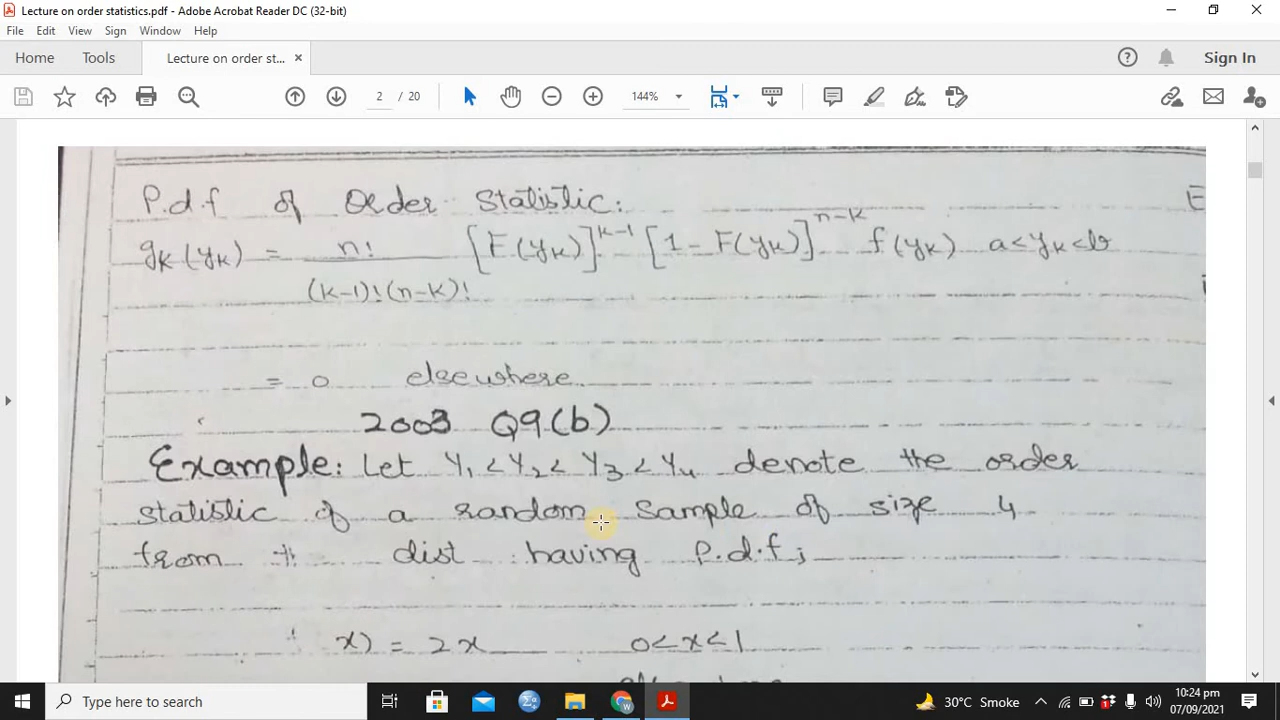 Lecture on order statistics.pdf - Adobe Acrobat Reader DC (32-bit)
File Edit View Sign Window Help
Home Tools Lecture on order st... × Sign In
2 / 20 144%
P.d.f of Order Statistic:
gk(yk) = n! / (k-1)!(n-k)! [F(yk)]^k-1 [1-F(yk)]^n-k f(yk) a<yk<b
= 0 elsewhere
2003 Q9(b)
Example: Let Y1<Y2<Y3<Y4 denote the order
statistic of a random sample of size 4
from dist having P.d.f;
x) = 2x 0<x<1
Type here to search
30°C Smoke
10:24 pm
07/09/2021